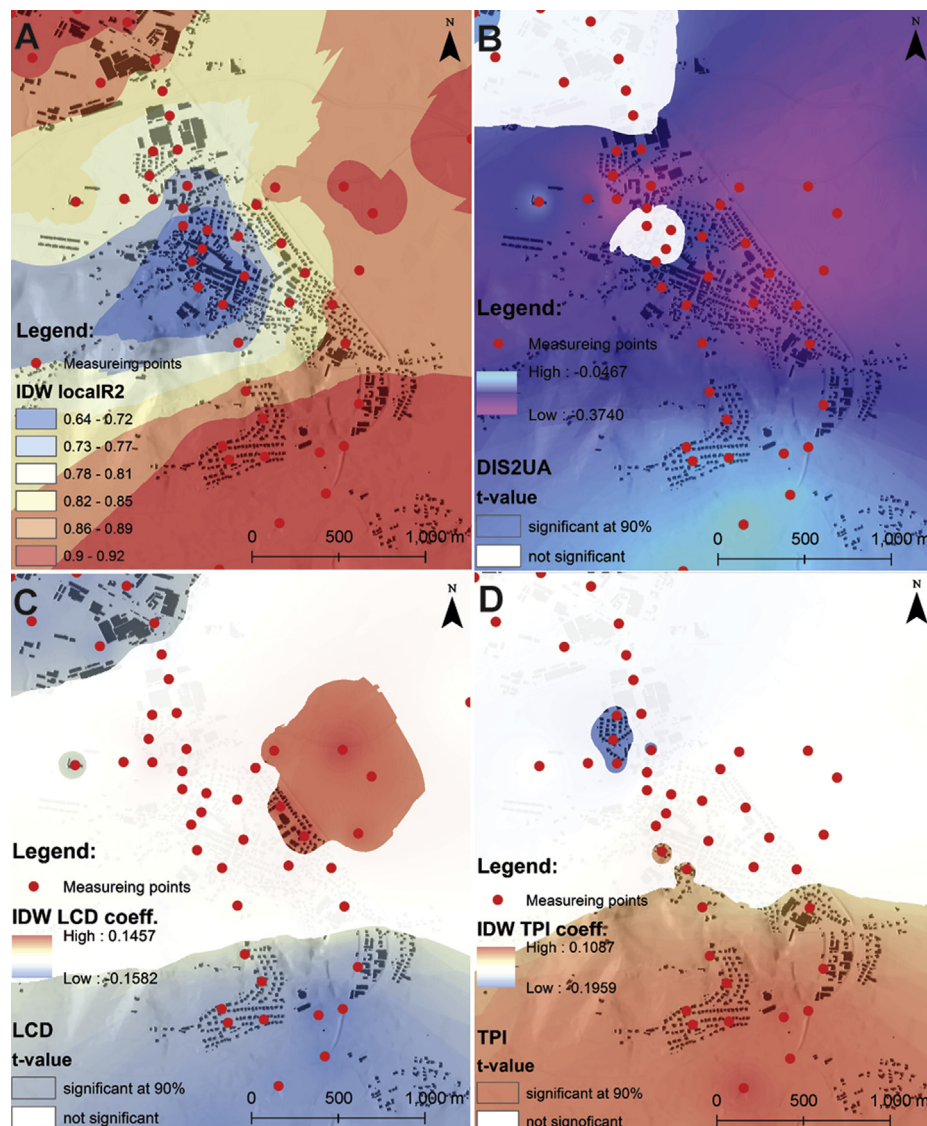 A
N
Legend:
Measureing points
IDW localR2
0.64 - 0.72
0.73 - 0.77
0.78 - 0.81
0.82 - 0.85
0.86 - 0.89
0.9 - 0.92
0 500 1,000 m
B
N
Legend:
Measureing points
High : -0.0467
Low : -0.3740
DIS2UA
t-value
significant at 90%
not significant
0 500 1,000 m
C
N
Legend:
Measureing points
IDW LCD coeff.
High : 0.1457
Low : -0.1582
LCD
t-value
significant at 90%
not significant
0 500 1,000 m
D
N
Legend:
Measureing points
IDW TPI coeff.
High : 0.1087
Low : -0.1959
TPI
t-value
significant at 90%
not signoficant
0 500 1,000 m